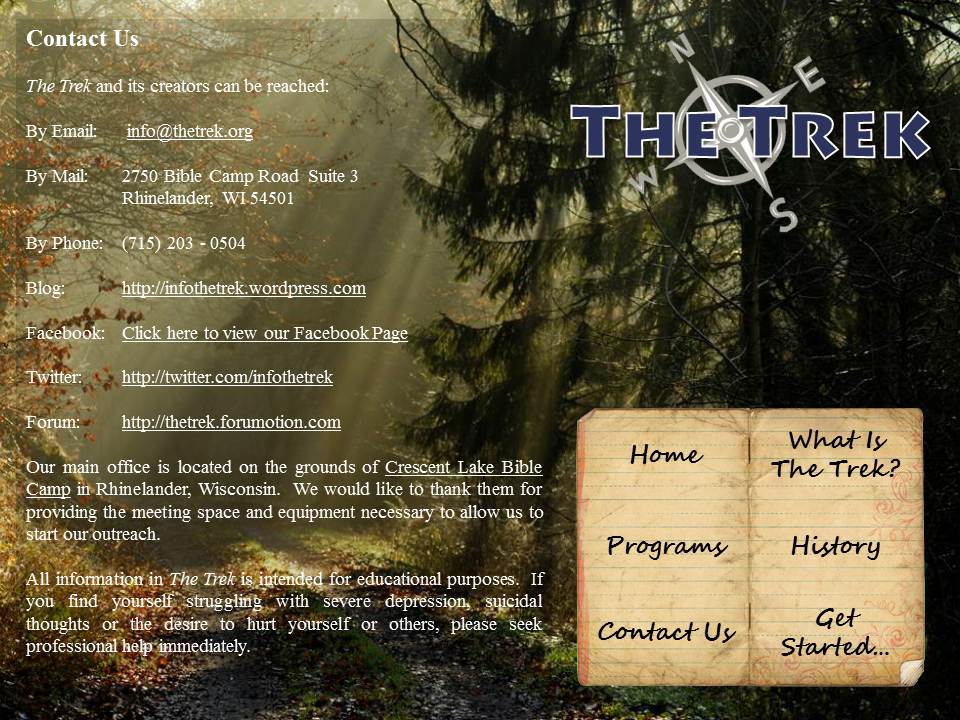 Contact Us
The Trek and its creators can be reached:
By Email: info@thetrek.org
By Mail: 2750 Bible Camp Road Suite 3
Rhinelander, WI 54501
By Phone: (715) 203 - 0504
Blog: http://infothetrek.wordpress.com
Facebook: Click here to view our Facebook Page
Twitter: http://twitter.com/infothetrek
Forum: http://thetrek.forumotion.com
Our main office is located on the grounds of Crescent Lake Bible
Camp in Rhinelander, Wisconsin. We would like to thank them for
providing the meeting space and equipment necessary to allow us to
start our outreach.
All information in The Trek is intended for educational purposes. If
you find yourself struggling with severe depression, suicidal
thoughts or the desire to hurt yourself or others, please seek
professional help immediately.
N
E
THE TREK
W
S
Home
What Is
The Trek?
Programs
History
Contact Us
Get
Started...